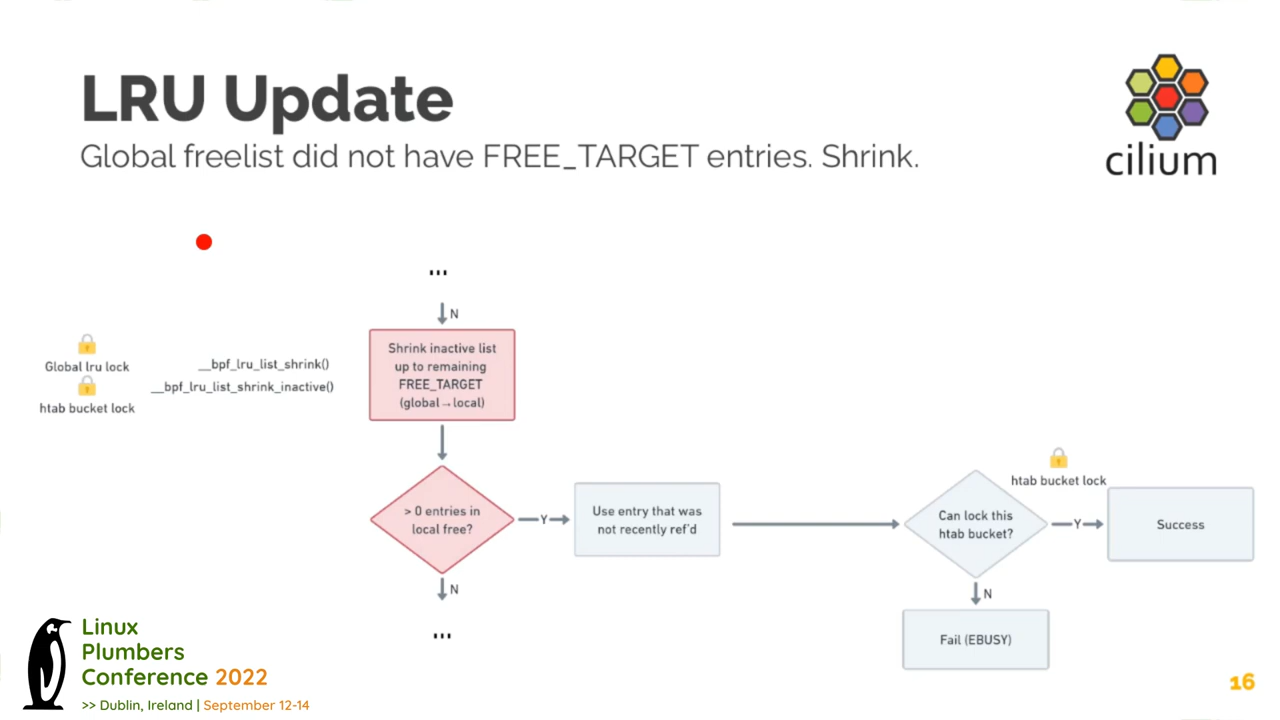 LRU Update
Global freelist did not have FREE_TARGET entries. Shrink.
cilium
...
N
Global lru lock
htab bucket lock
__bpf_lru_list_shrink()
__bpf_lru_list_shrink_inactive()
Shrink inactive list
up to remaining
FREE_TARGET
(global→local)
> 0 entries in
local free?
Y
Use entry that was
not recently ref'd
Can lock this
htab bucket?
htab bucket lock
Y
Success
N
...
N
Fail (EBUSY)
Linux
Plumbers
Conference 2022
>> Dublin, Ireland | September 12-14
16